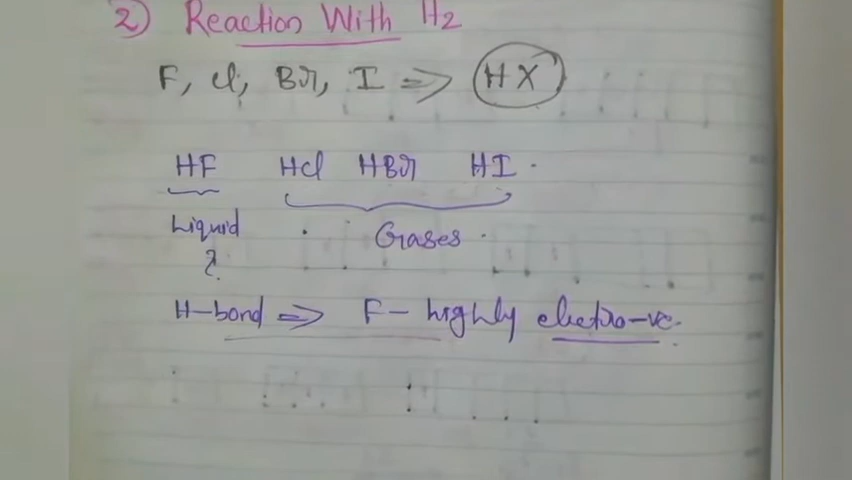 2) Reaction With H2
F, Cl, Br, I => HX
HF HCl HBr HI .
Liquid . Gases .
?
H-bond => F - highly electro-ve.